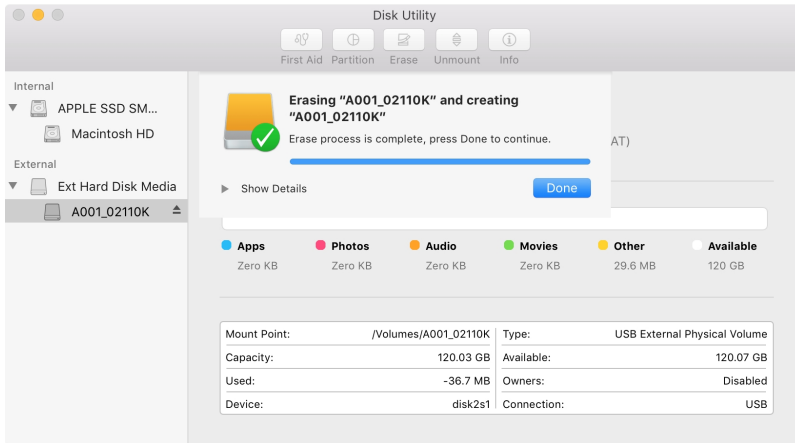 Disk Utility
First Aid Partition Erase Unmount Info
Internal
APPLE SSD SM...
Macintosh HD
External
Ext Hard Disk Media
A001_02110K
Erasing “A001_02110K” and creating
“A001_02110K”
Erase process is complete, press Done to continue.
AT)
Show Details
Done
Apps Photos Audio Movies Other Available
Zero KB Zero KB Zero KB Zero KB 29.6 MB 120 GB
Mount Point: /Volumes/A001_02110K Type: USB External Physical Volume
Capacity: 120.03 GB Available: 120.07 GB
Used: -36.7 MB Owners: Disabled
Device: disk2s1 Connection: USB